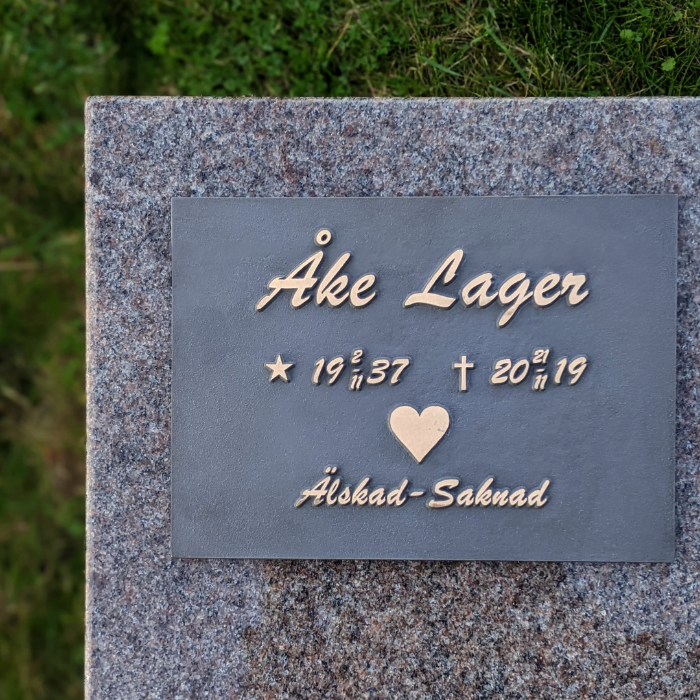 Åke Lager
★ 19 2/11 37 † 20 21/11 19
Älskad-Saknad